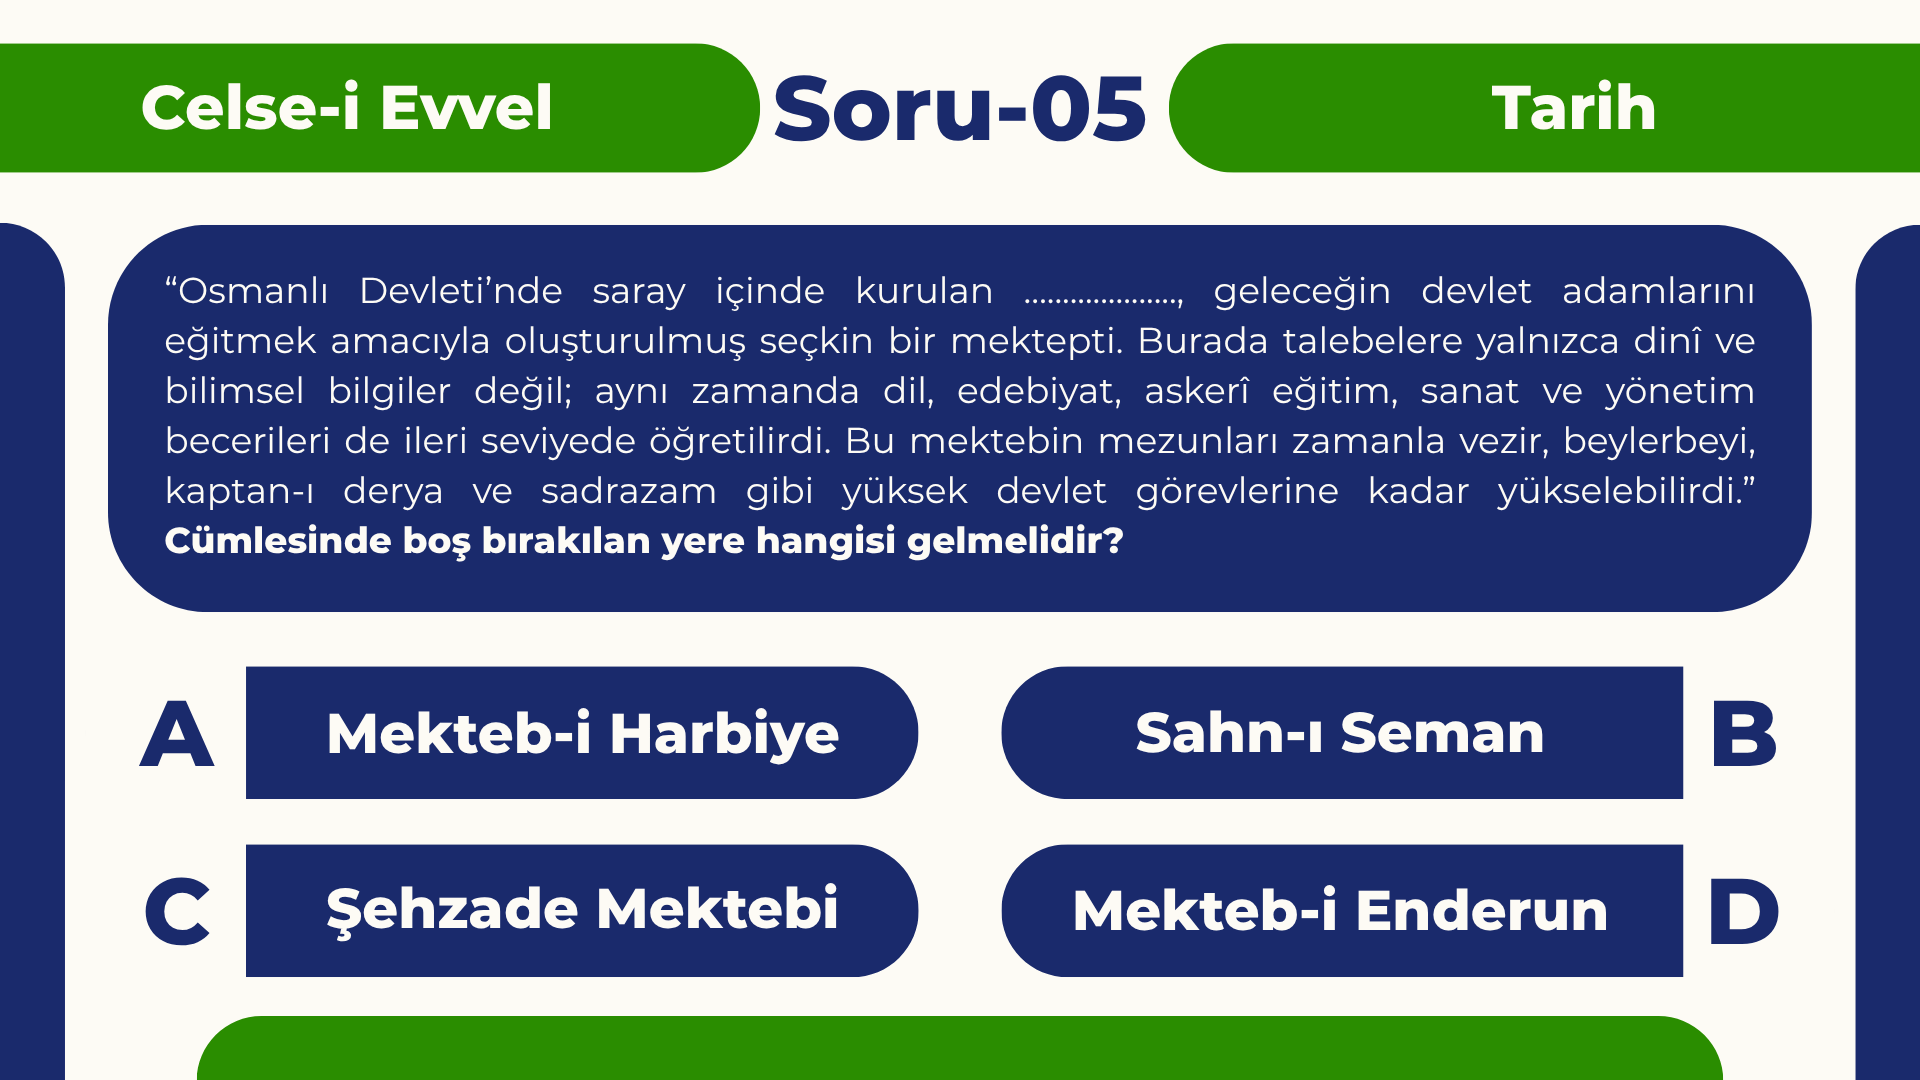 Celse-i Evvel
Soru-05
Tarih
“Osmanlı Devleti’nde saray içinde kurulan ...................., geleceğin devlet adamlarını
eğitmek amacıyla oluşturulmuş seçkin bir mektepti. Burada talebelere yalnızca dinî ve
bilimsel bilgiler değil; aynı zamanda dil, edebiyat, askerî eğitim, sanat ve yönetim
becerileri de ileri seviyede öğretilirdi. Bu mektebin mezunları zamanla vezir, beylerbeyi,
kaptan-ı derya ve sadrazam gibi yüksek devlet görevlerine kadar yükselebilirdi.”
Cümlesinde boş bırakılan yere hangisi gelmelidir?
A Mekteb-i Harbiye
Sahn-ı Seman B
C Şehzade Mektebi
Mekteb-i Enderun D